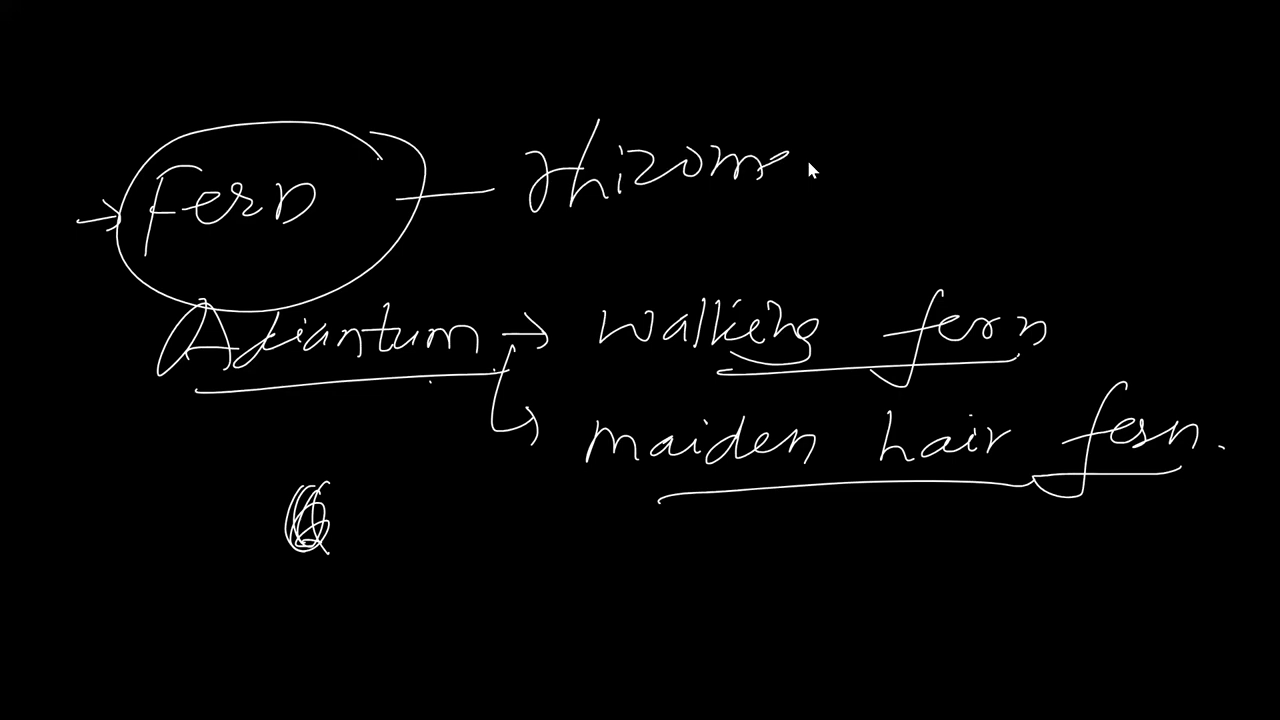 → Fern — rhizome
Adiantum → walking fern
↳ maiden hair fern.